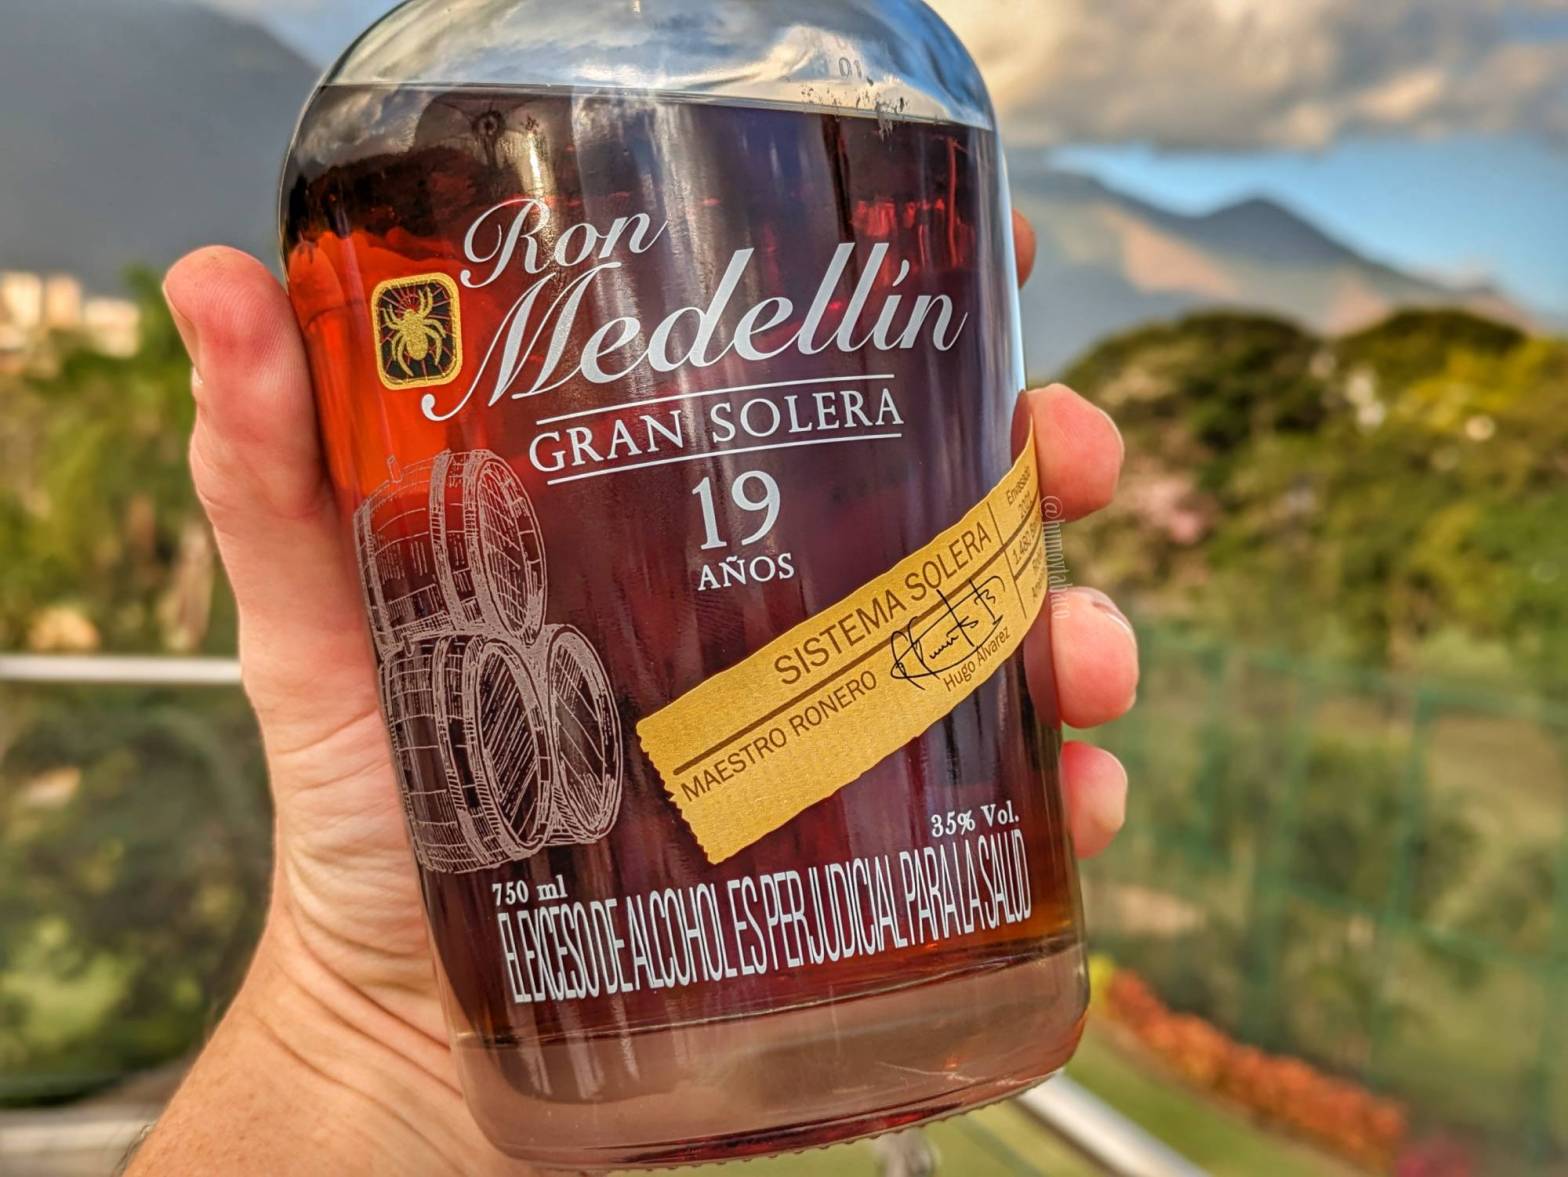 Ron
Medellín
GRAN SOLERA
19
AÑOS
SISTEMA SOLERA
MAESTRO RONERO
Hugo Alvarez
35% Vol.
750 ml
EL EXCESO DE ALCOHOL ES PERJUDICIAL PARA LA SALUD